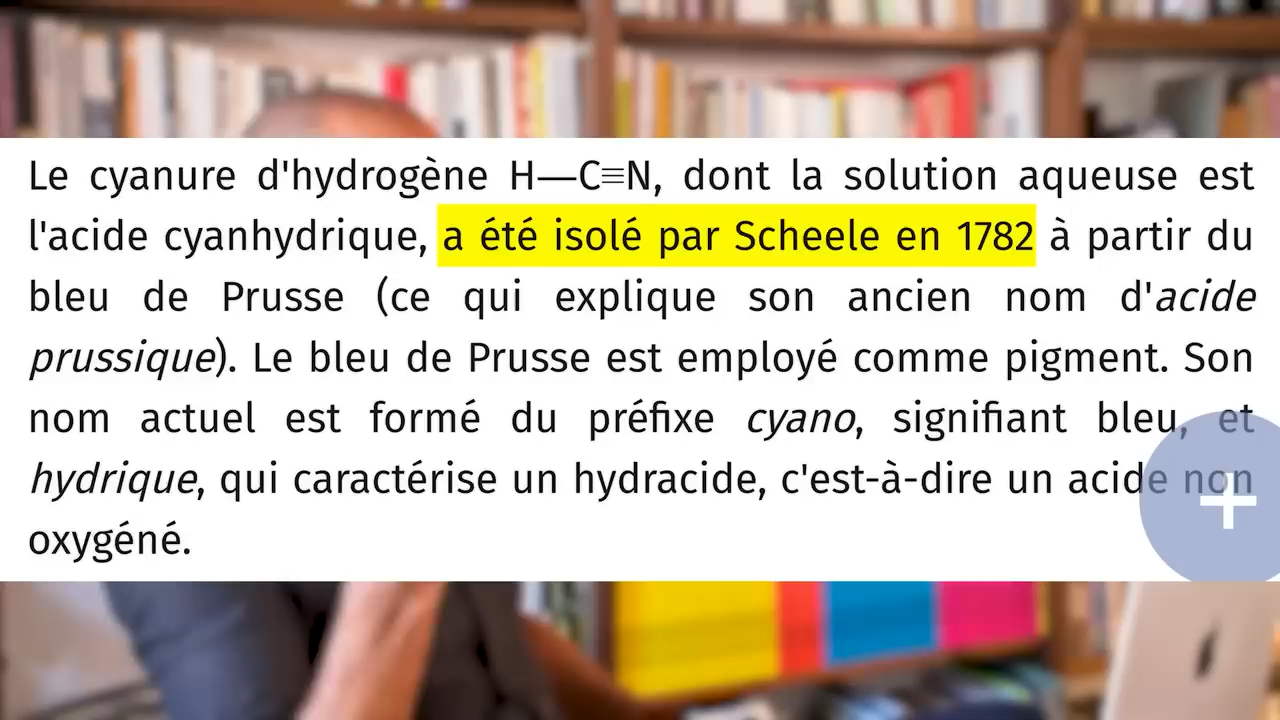 Le cyanure d'hydrogène H—C≡N, dont la solution aqueuse est
l'acide cyanhydrique, a été isolé par Scheele en 1782 à partir du
bleu de Prusse (ce qui explique son ancien nom d'acide
prussique). Le bleu de Prusse est employé comme pigment. Son
nom actuel est formé du préfixe cyano, signifiant bleu, et
hydrique, qui caractérise un hydracide, c'est-à-dire un acide non
oxygéné.